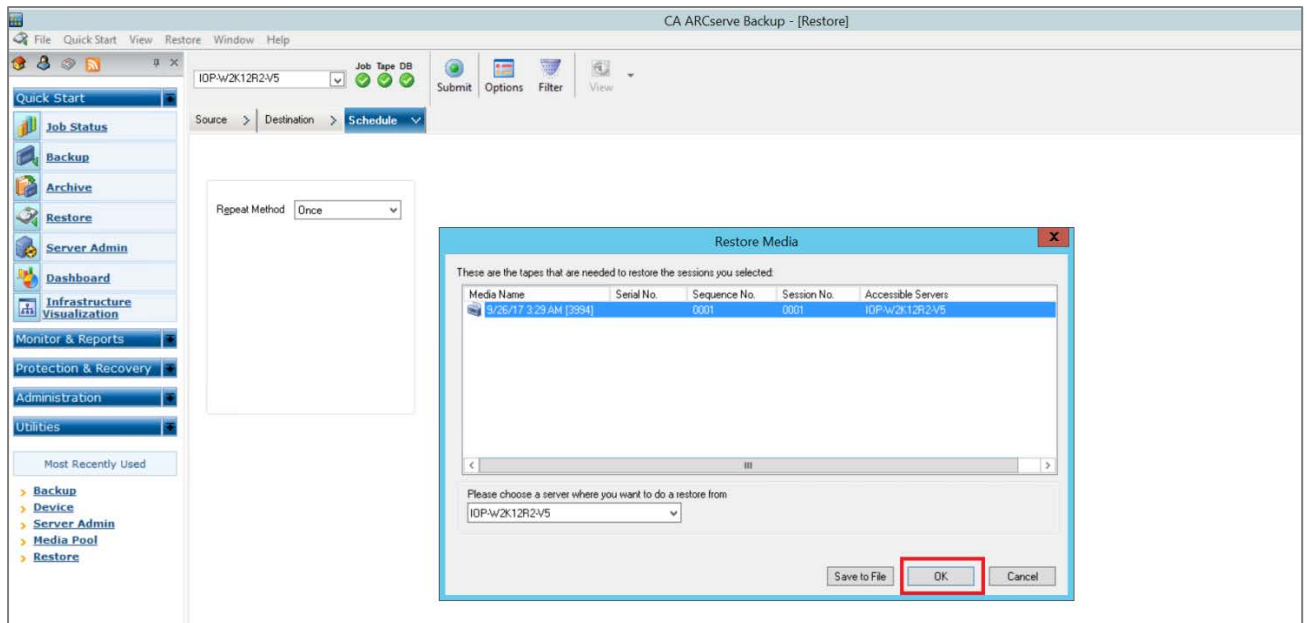 CA ARCserve Backup - [Restore]
File Quick Start View Restore Window Help
Quick Start
Job Status
Backup
Archive
Restore
Server Admin
Dashboard
Infrastructure
Visualization
Monitor & Reports
Protection & Recovery
Administration
Utilities
Most Recently Used
Backup
Device
Server Admin
Media Pool
Restore
IOP-W2K12R2-V5
Job Tape DB
Submit Options Filter View
Source > Destination > Schedule
Repeat Method Once
Restore Media
X
These are the tapes that are needed to restore the sessions you selected:
Media Name Serial No. Sequence No. Session No. Accessible Servers
9/26/17 3:29 AM [3994] 0001 0001 IOP-W2K12R2-V5
Please choose a server where you want to do a restore from
IOP-W2K12R2-V5
Save to File OK Cancel